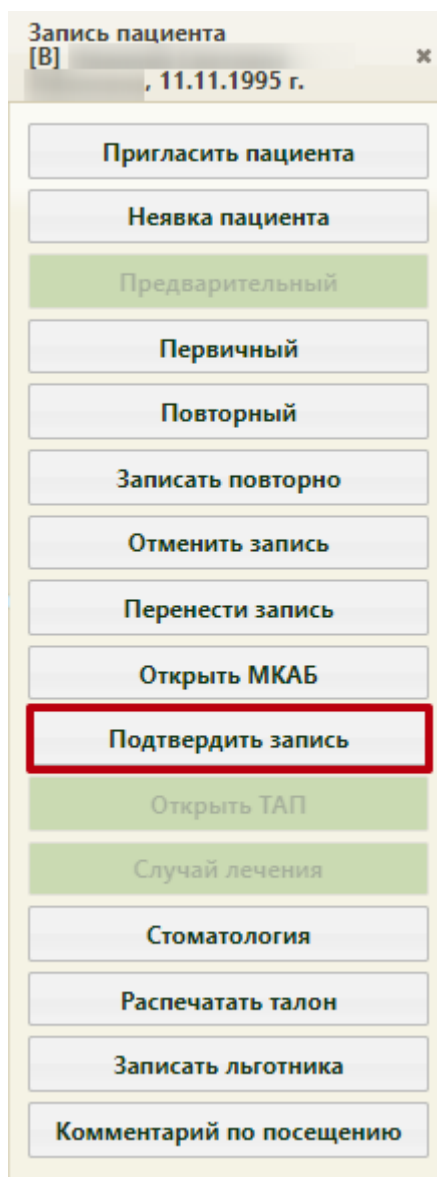 Запись пациента
[В]
, 11.11.1995 г.
Пригласить пациента
Неявка пациента
Предварительный
Первичный
Повторный
Записать повторно
Отменить запись
Перенести запись
Открыть МКАБ
Подтвердить запись
Открыть ТАП
Случай лечения
Стоматология
Распечатать талон
Записать льготника
Комментарий по посещению